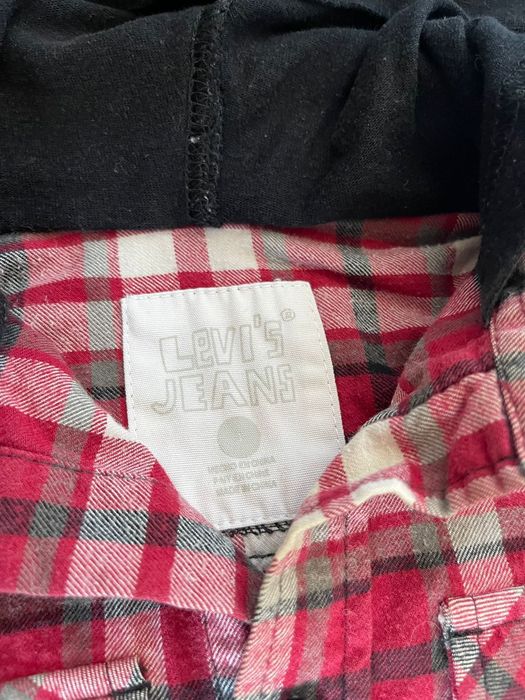 Levi's®
JEANS
HECHO EN CHINA
FAIT EN CHINE
MADE IN CHINA